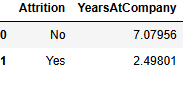 Attrition YearsAtCompany
0 No 7.07956
1 Yes 2.49801